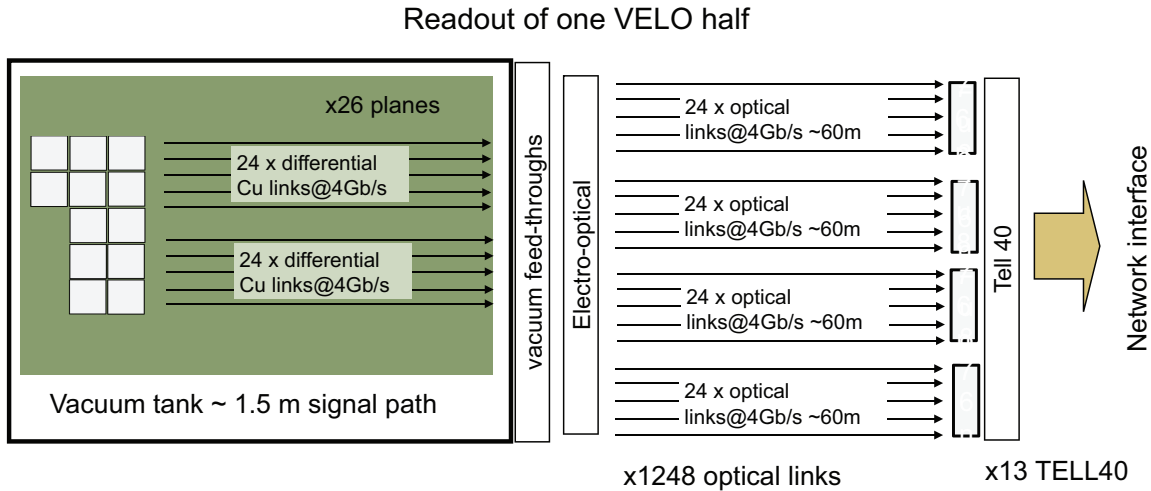 Readout of one VELO half
x26 planes
24 x differential
Cu links@4Gb/s
24 x differential
Cu links@4Gb/s
Vacuum tank ~ 1.5 m signal path
vacuum feed-throughs
Electro-optical
24 x optical
links@4Gb/s ~60m
24 x optical
links@4Gb/s ~60m
24 x optical
links@4Gb/s ~60m
24 x optical
links@4Gb/s ~60m
x1248 optical links
Tell 40
x13 TELL40
Network interface